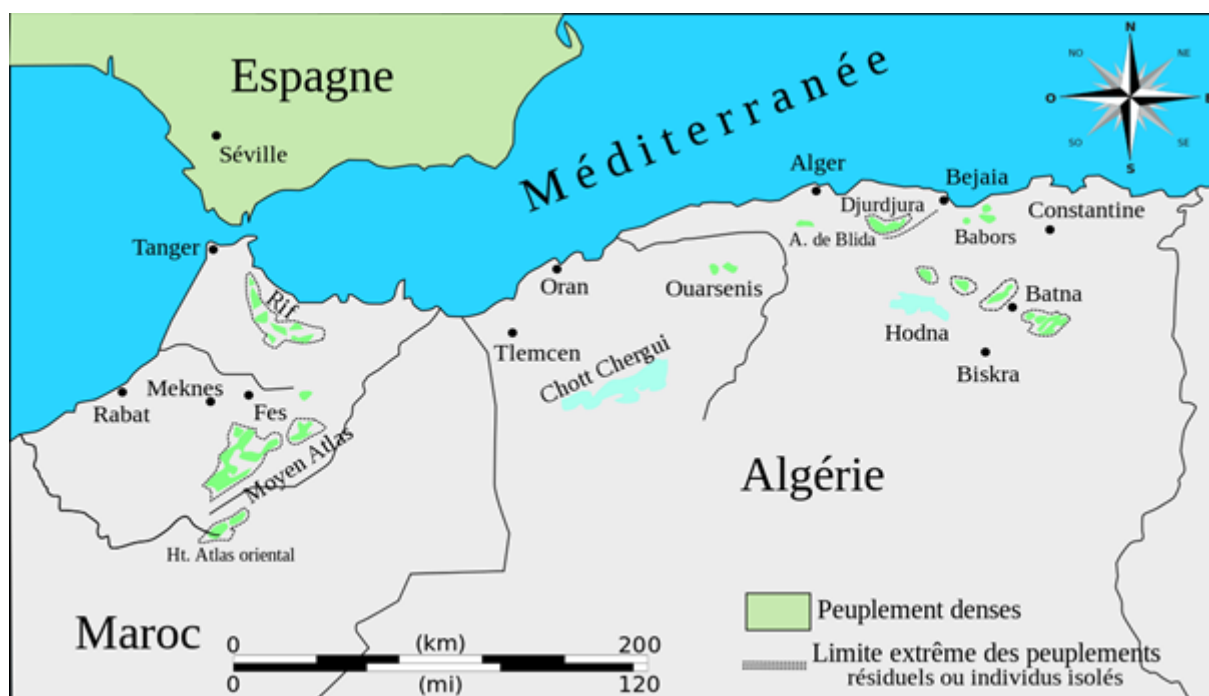 Espagne
Séville
Méditerranée
N
NO
NE
O
SO
SE
S
Alger
Bejaia
Djurdjura
Constantine
A. de Blida
Babors
Tanger
Oran
Ouarsenis
Rif
Batna
Hodna
Tlemcen
Chott Chergui
Biskra
Meknes
Rabat
Fes
Moyen Atlas
Algérie
Ht. Atlas oriental
Maroc
Peuplement denses
Limite extrême des peuplements
résiduels ou individus isolés
0 (km) 200
0 (mi) 120